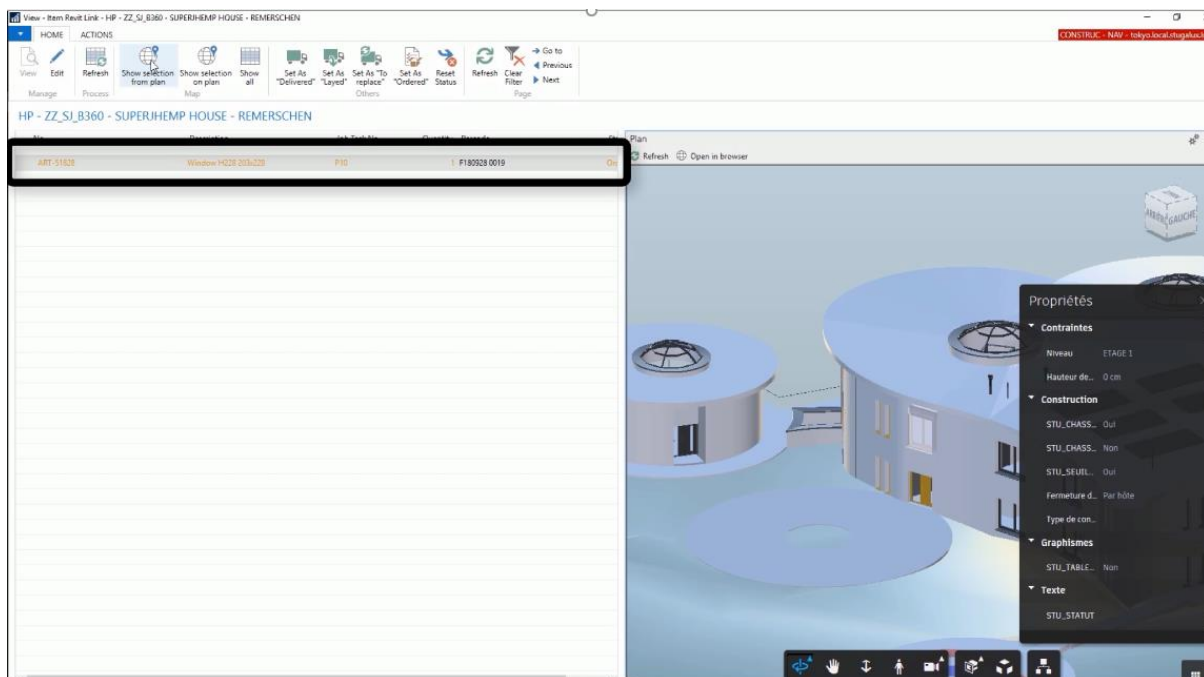 View - Item Revit Link - HP - ZZ_SJ_B360 - SUPERJHEMP HOUSE - REMERSCHEN
HOME ACTIONS
CONSTRUC - NAV - tokyo.local.stugalux.lu
View Edit Refresh Show selection from plan Show selection on plan Show all Set As "Delivered" Set As "Layed" Set As "To replace" Set As "Ordered" Reset Status Refresh Clear Filter Go to Previous Next
Manage Process Map Others Page
HP - ZZ_SJ_B360 - SUPERJHEMP HOUSE - REMERSCHEN
Plan
Refresh Open in browser
ART-51828 Window H228 203x228 P30 1 F180928 0019
ARRIÈRE GAUCHE
Propriétés
Contraintes
Niveau ETAGE 1
Hauteur de... 0 cm
Construction
STU_CHASS... Oui
STU_CHASS... Non
STU_SEUIL... Oui
Fermeture d... Par hôte
Type de con...
Graphismes
STU_TABLE... Non
Texte
STU_STATUT